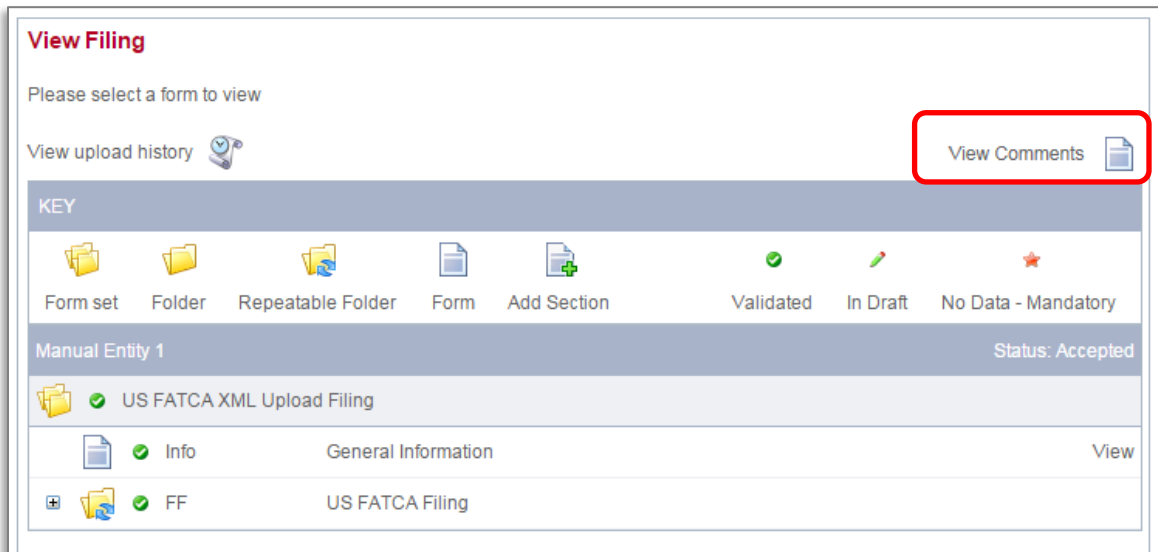 View Filing
Please select a form to view
View upload history View Comments
KEY
Form set Folder Repeatable Folder Form Add Section Validated In Draft No Data - Mandatory
Manual Entity 1 Status: Accepted
US FATCA XML Upload Filing
Info General Information View
FF US FATCA Filing